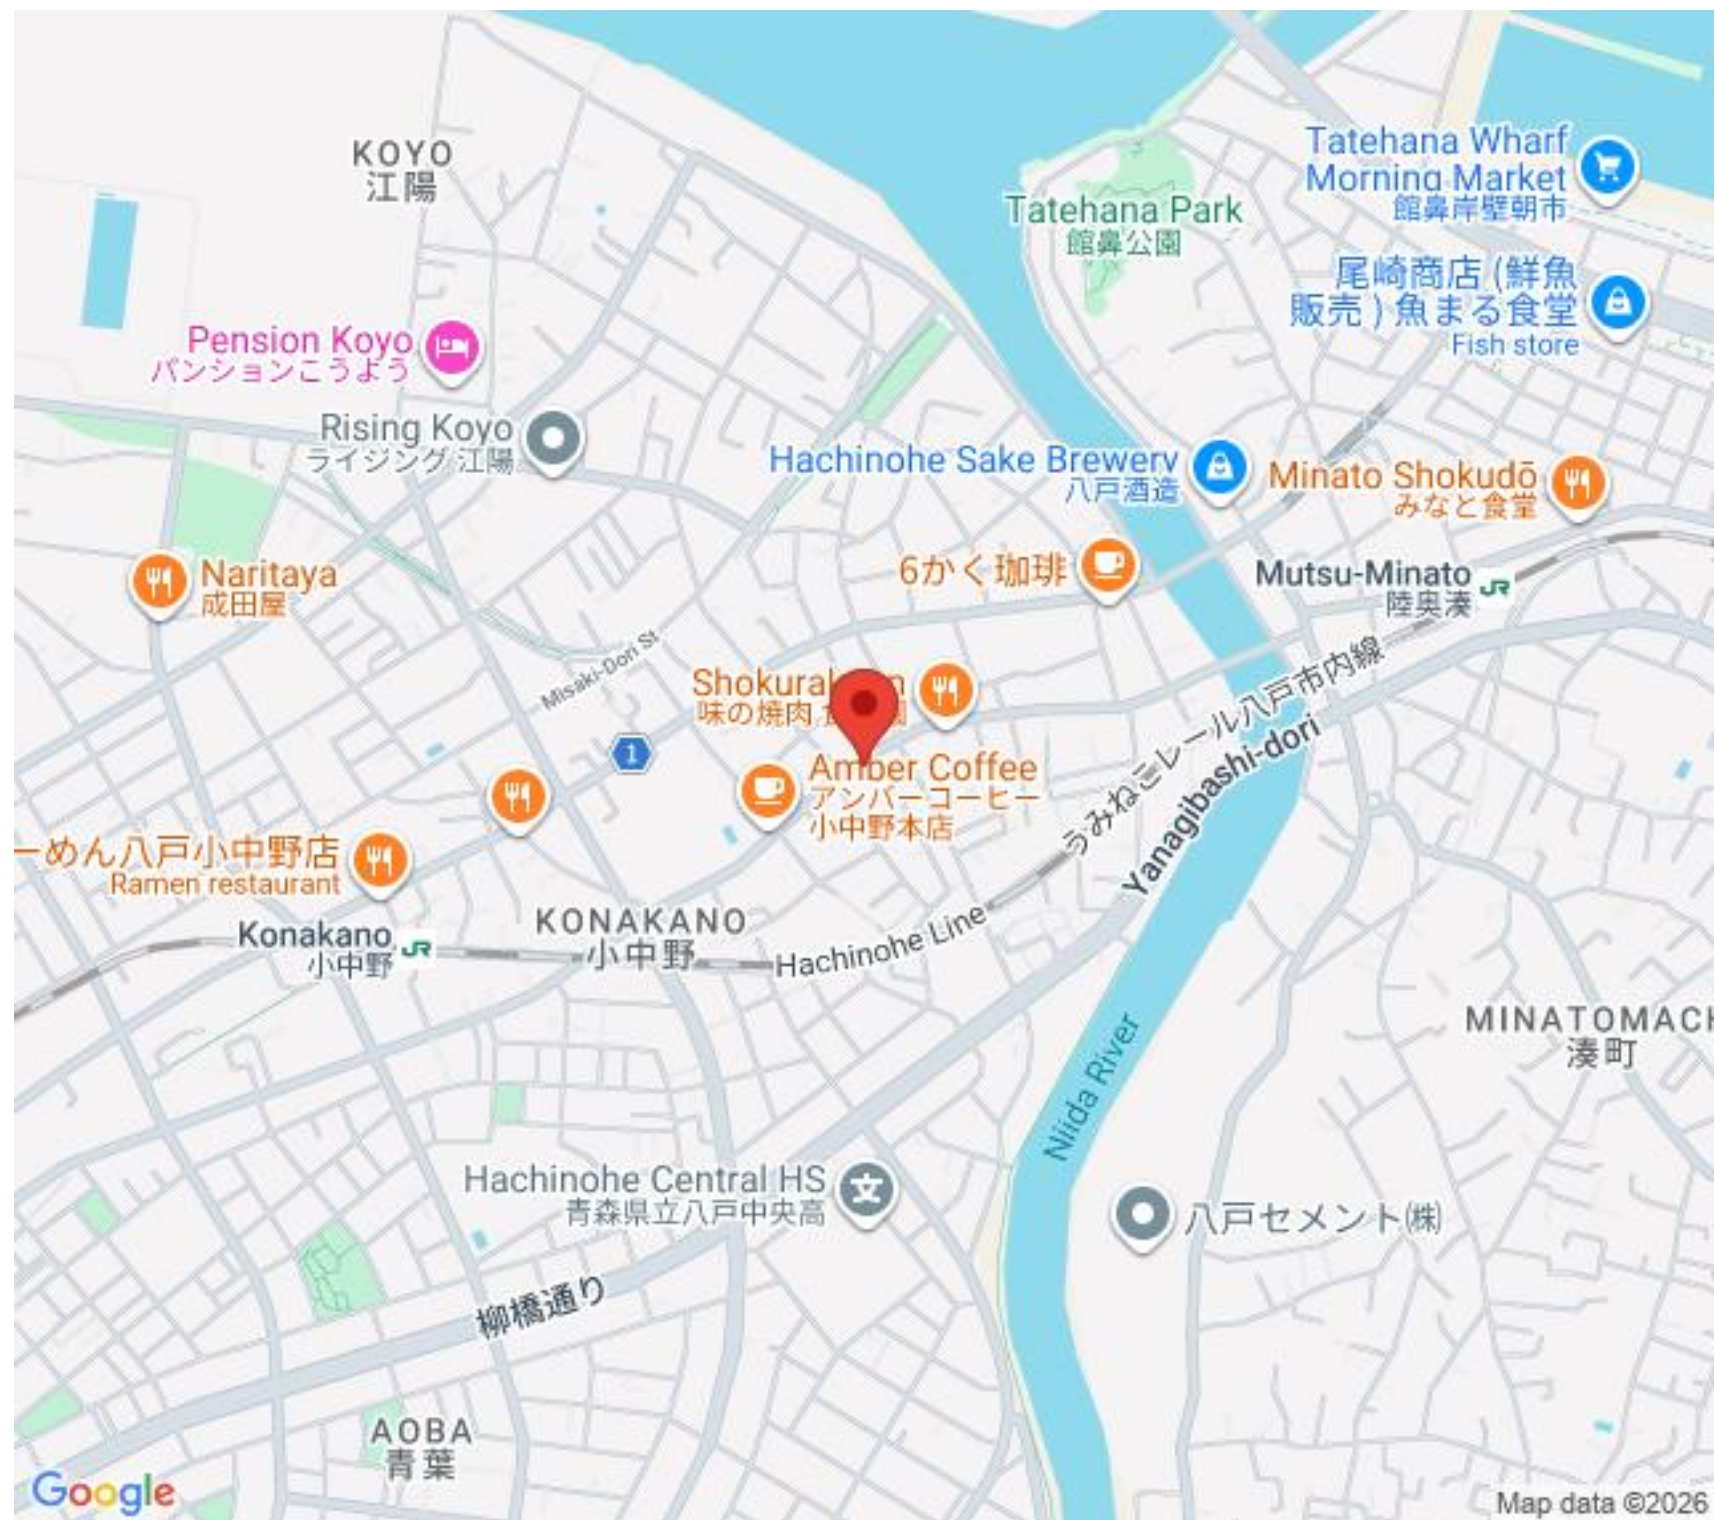 KOYO
江陽
Tatehana Wharf
Morning Market
館鼻岸壁朝市
Tatehana Park
館鼻公園
尾崎商店 (鮮魚
販売 ) 魚まる食堂
Fish store
Pension Koyo
パンションこうよう
Rising Koyo
ライジング 江陽
Hachinohe Sake Brewery
八戸酒造
Minato Shokudō
みなと食堂
Naritaya
成田屋
6かく珈琲
Mutsu-Minato
陸奥湊
JR
Misaki-Dori St
味の焼肉
1
うみねこレール八戸市内線
Yanagibashi-dori
Amber Coffee
アンバーコーヒー
小中野本店
ーめん八戸小中野店
Ramen restaurant
Konakano
小中野
JR
KONAKANO
小中野
Hachinohe Line
MINATOMACH
湊町
Niida River
Hachinohe Central HS
青森県立八戸中央高
文
八戸セメント㈱
柳橋通り
AOBA
青葉
Google
Map data ©2026